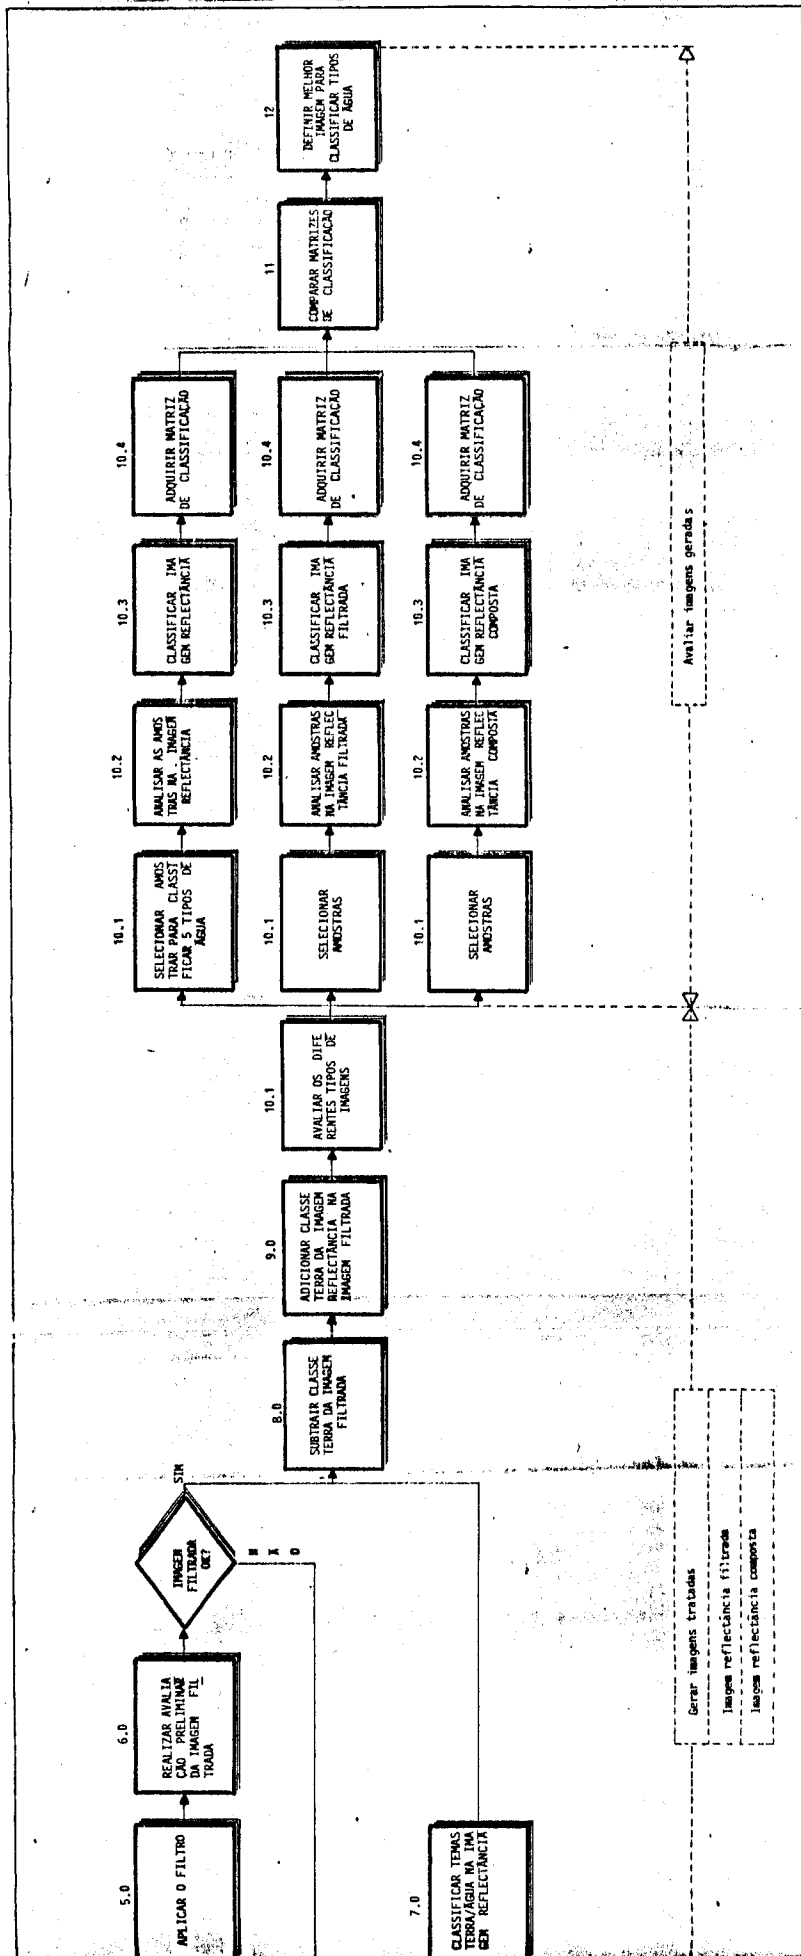 5.0
APLICAR O FILTRO
6.0
REALIZAR AVALIA
ÇÃO PRELIMINAR
DA IMAGEM FIL
TRADA
IMAGEM
FILTRADA
OK?
SIM
N Ã O
7.0
CLASSIFICAR TEMAS
TERRA/ÁGUA NA IMA
GEM REFLECTÂNCIA
8.0
SUBTRAIR CLASSE
TERRA DA IMAGEM
FILTRADA
9.0
ADICIONAR CLASSE
TERRA DA IMAGEM
REFLECTÂNCIA NA
IMAGEM FILTRADA
10.1
AVALIAR OS DIFE
RENTES TIPOS DE
IMAGENS
10.1
SELECIONAR AMOS
TRAR PARA CLASSI
FICAR 5 TIPOS DE
ÁGUA
10.2
ANALISAR AS AMOS
TRAS NA . IMAGEM
REFLECTÂNCIA
10.3
CLASSIFICAR IMA
GEM REFLECTÂNCIA
10.4
ADQUIRIR MATRIZ
DE CLASSIFICAÇÃO
10.1
SELECIONAR
AMOSTRAS
10.2
ANALISAR AMOSTRAS
NA IMAGEM REFLEC
TÂNCIA FILTRADA
10.3
CLASSIFICAR IMA
GEM REFLECTÂNCIA
FILTRADA
10.4
ADQUIRIR MATRIZ
DE CLASSIFICAÇÃO
10.1
SELECIONAR
AMOSTRAS
10.2
ANALISAR AMOSTRAS
NA IMAGEM REFLEC
TÂNCIA COMPOSTA
10.3
CLASSIFICAR IMA
GEM REFLECTÂNCIA
COMPOSTA
10.4
ADQUIRIR MATRIZ
DE CLASSIFICAÇÃO
11
COMPARAR MATRIZES
DE CLASSIFICAÇÃO
12
DEFINIR MELHOR
IMAGEM PARA
CLASSIFICAR TIPOS
DE ÁGUA
Gerar imagens tratadas
Imagem reflectância filtrada
Imagem reflectância composta
Avaliar imagens geradas